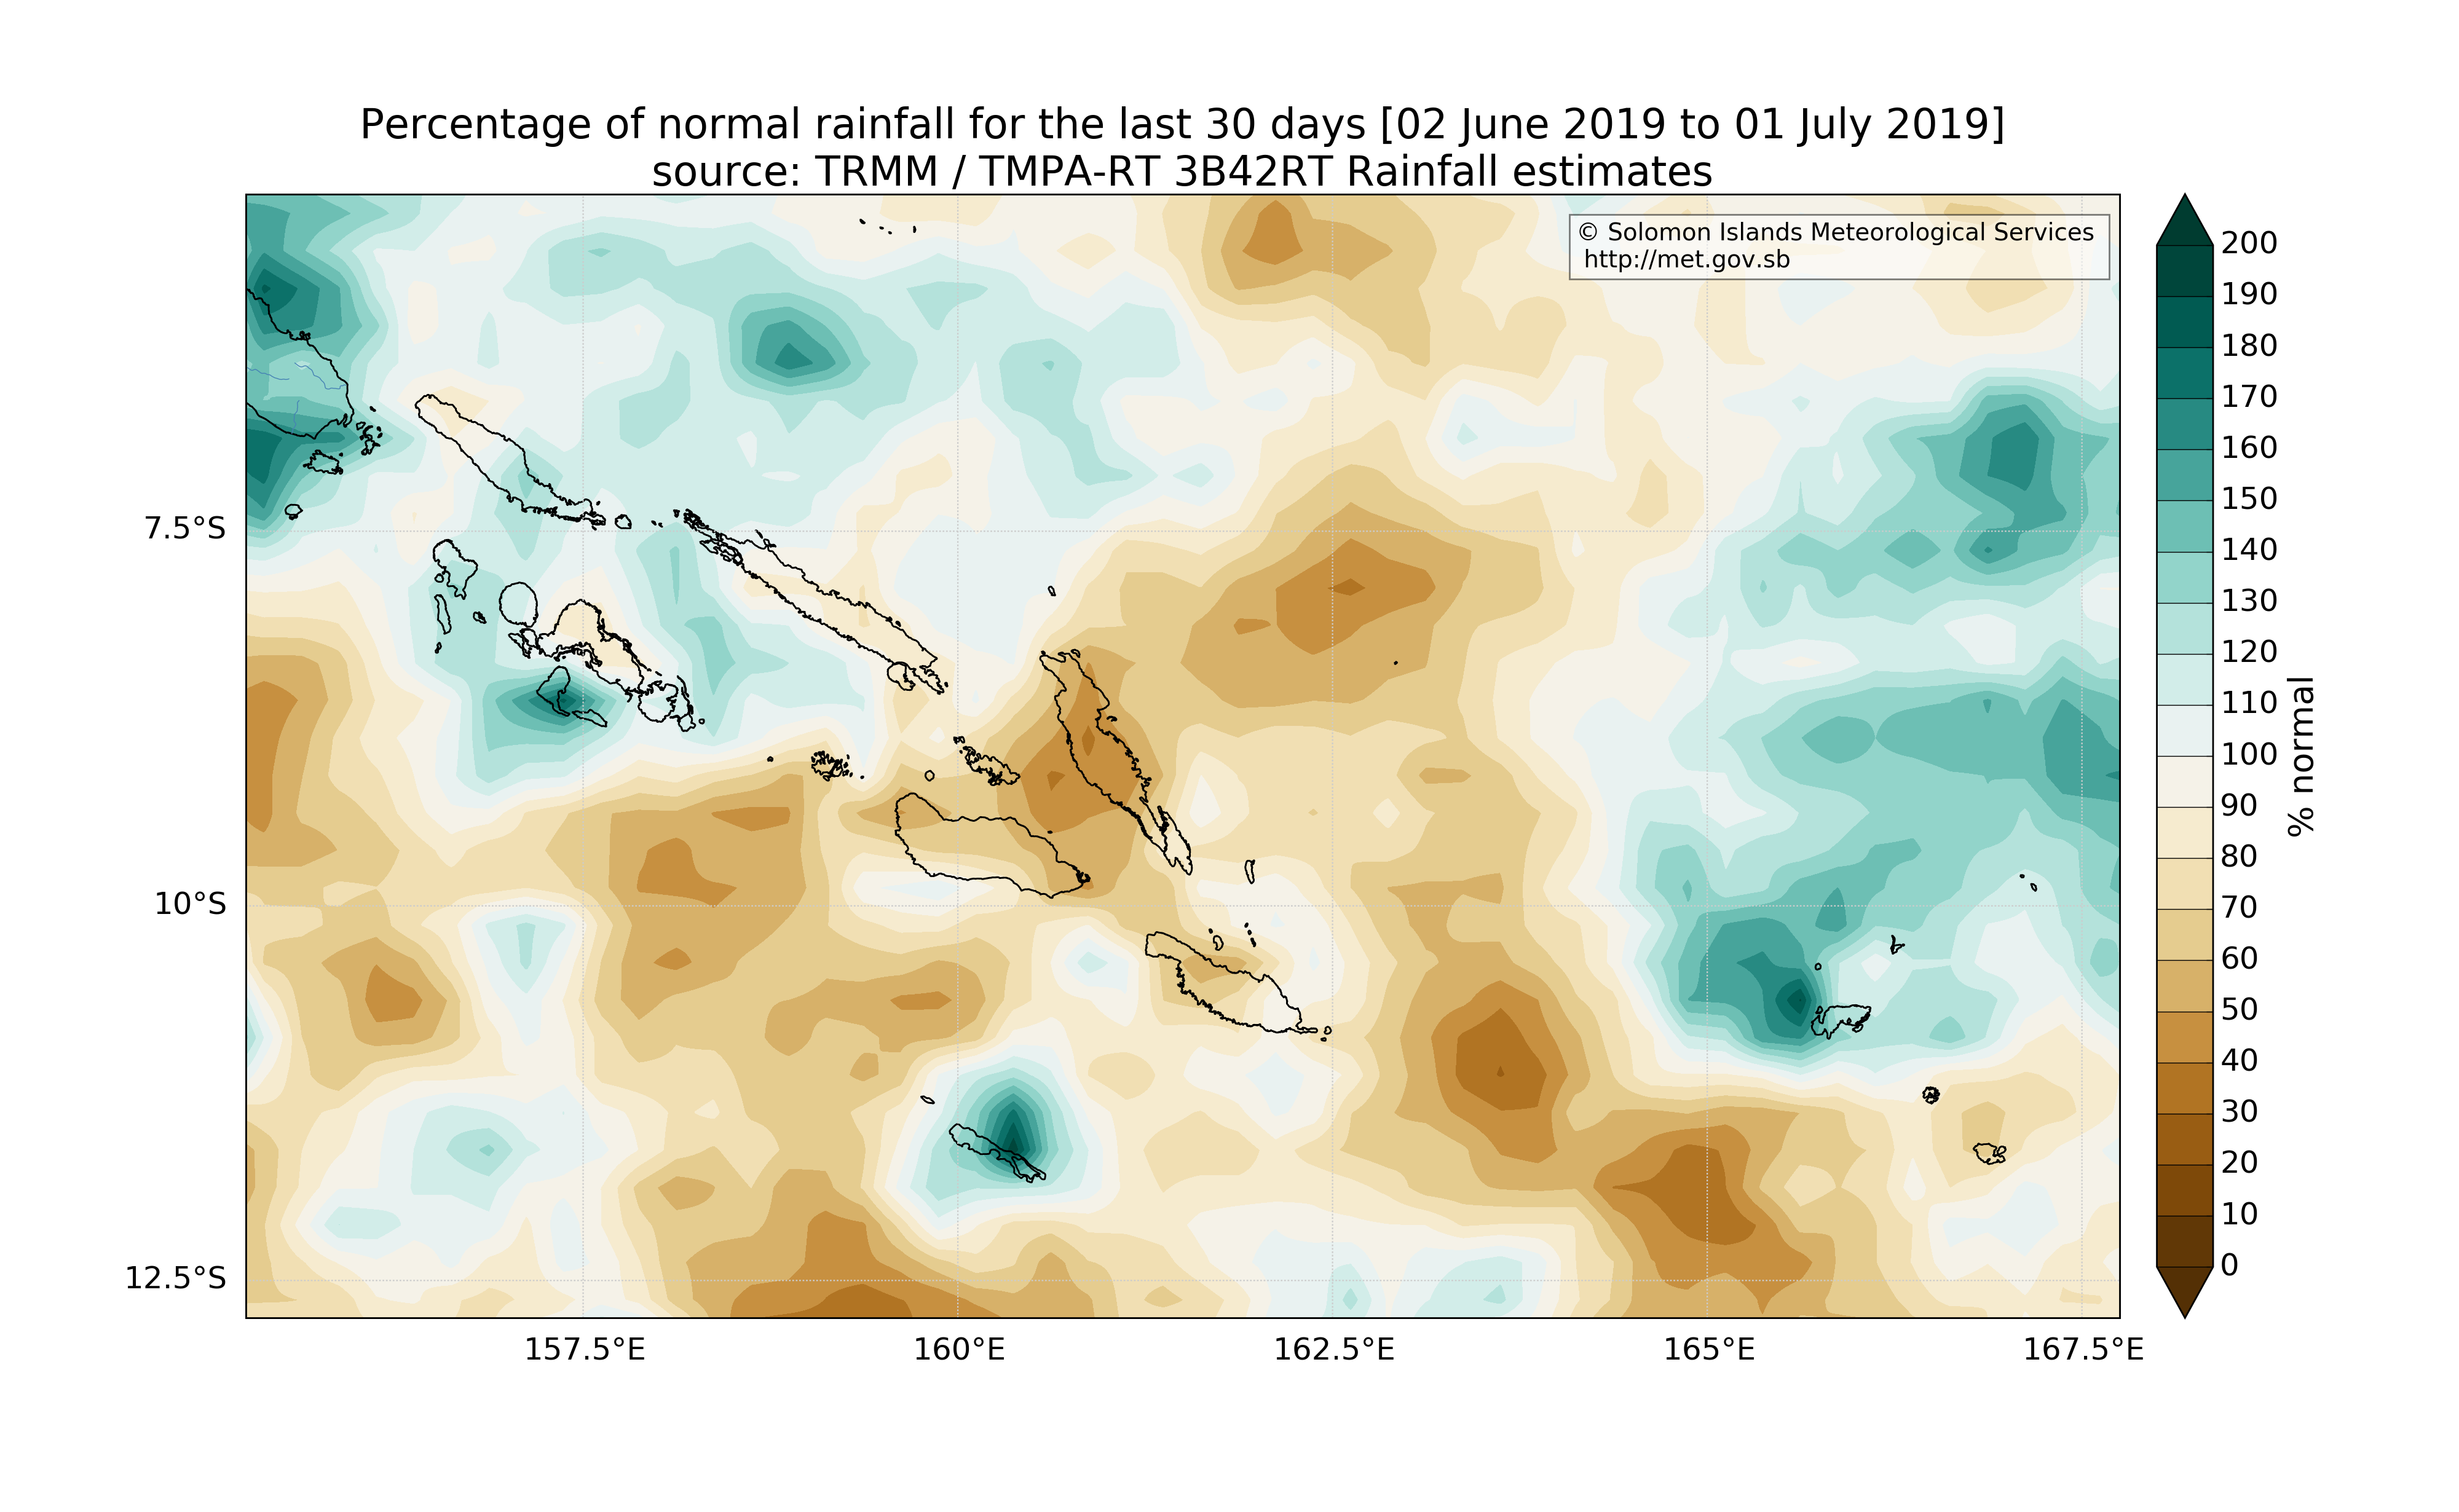 Percentage of normal rainfall for the last 30 days [02 June 2019 to 01 July 2019]
source: TRMM / TMPA-RT 3B42RT Rainfall estimates
© Solomon Islands Meteorological Services
http://met.gov.sb
7.5°S
10°S
12.5°S
157.5°E
160°E
162.5°E
165°E
167.5°E
200
190
180
170
160
150
140
130
120
110
100
90
80
70
60
50
40
30
20
10
0
% normal